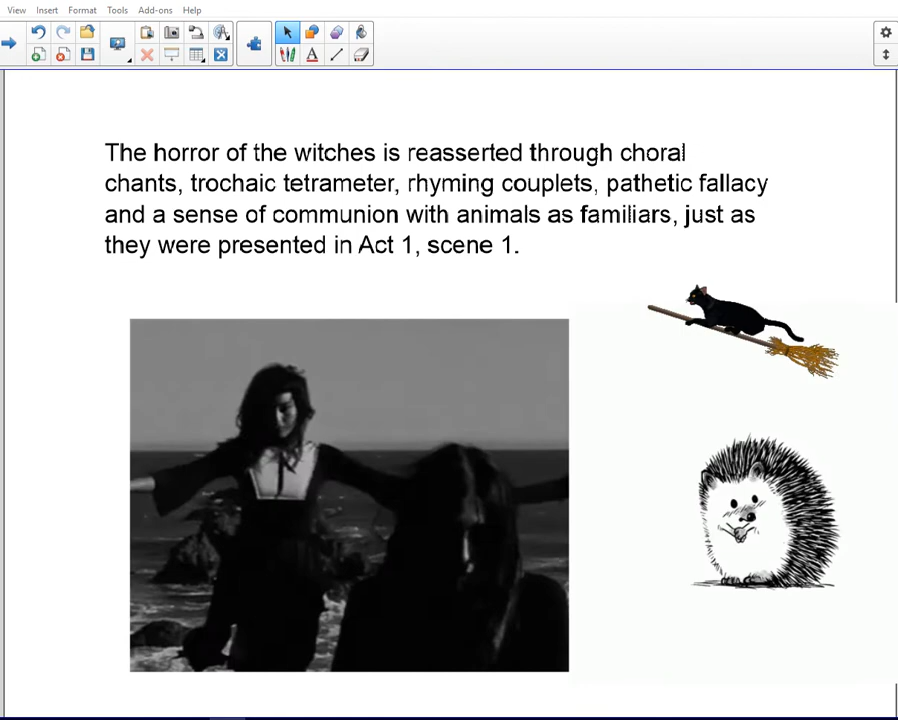 View Insert Format Tools Add-ons Help
The horror of the witches is reasserted through choral
chants, trochaic tetrameter, rhyming couplets, pathetic fallacy
and a sense of communion with animals as familiars, just as
they were presented in Act 1, scene 1.